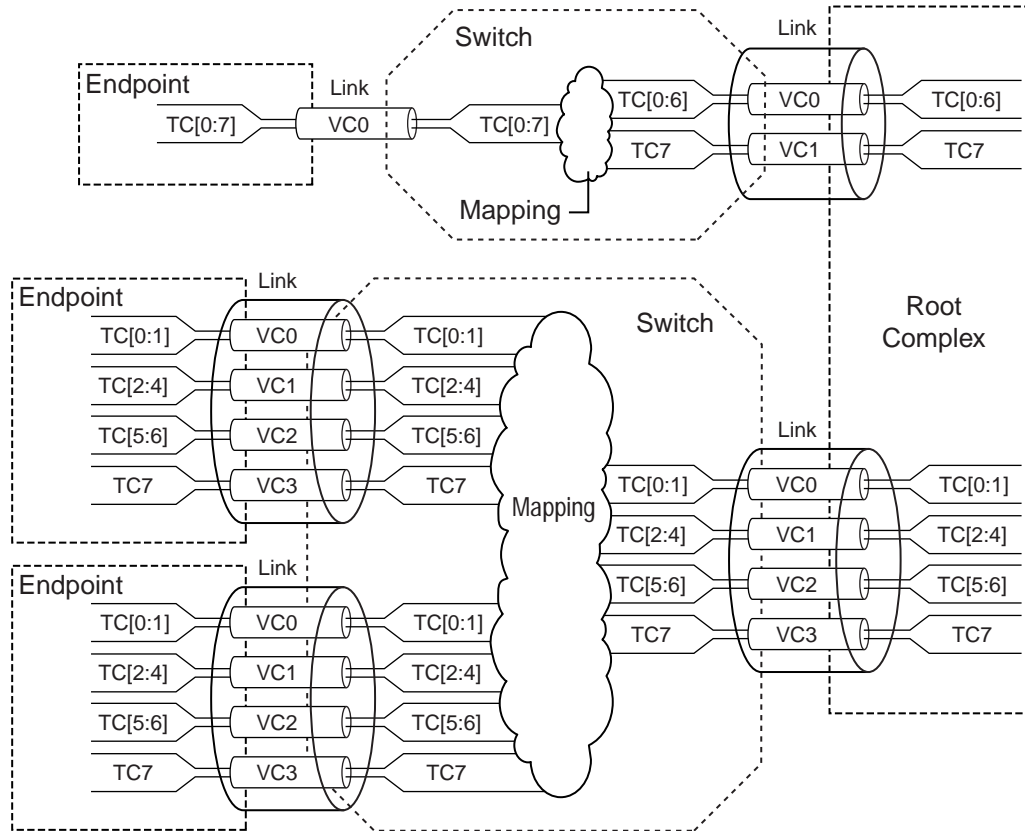 Switch
Link
Endpoint
Link
TC[0:7]
VC0
TC[0:7]
TC[0:6]
VC0
TC[0:6]
TC7
VC1
TC7
Mapping
Endpoint
Link
Switch
Root
Complex
TC[0:1]
VC0
TC[0:1]
TC[2:4]
VC1
TC[2:4]
TC[5:6]
VC2
TC[5:6]
TC7
VC3
TC7
Mapping
Link
TC[0:1]
VC0
TC[0:1]
TC[2:4]
VC1
TC[2:4]
TC[5:6]
VC2
TC[5:6]
TC7
VC3
TC7
Endpoint
Link
TC[0:1]
VC0
TC[0:1]
TC[2:4]
VC1
TC[2:4]
TC[5:6]
VC2
TC[5:6]
TC7
VC3
TC7